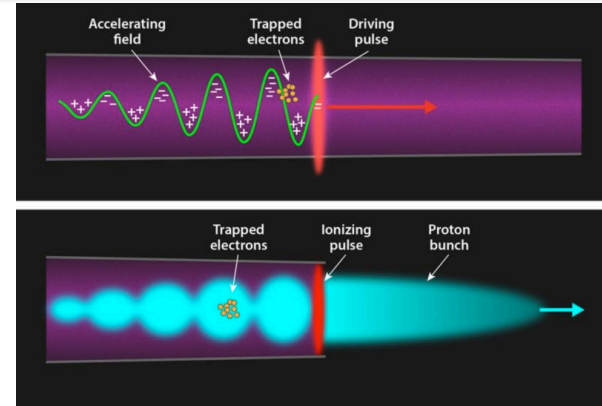 Accelerating
field
Trapped
electrons
Driving
pulse
Trapped
electrons
Ionizing
pulse
Proton
bunch